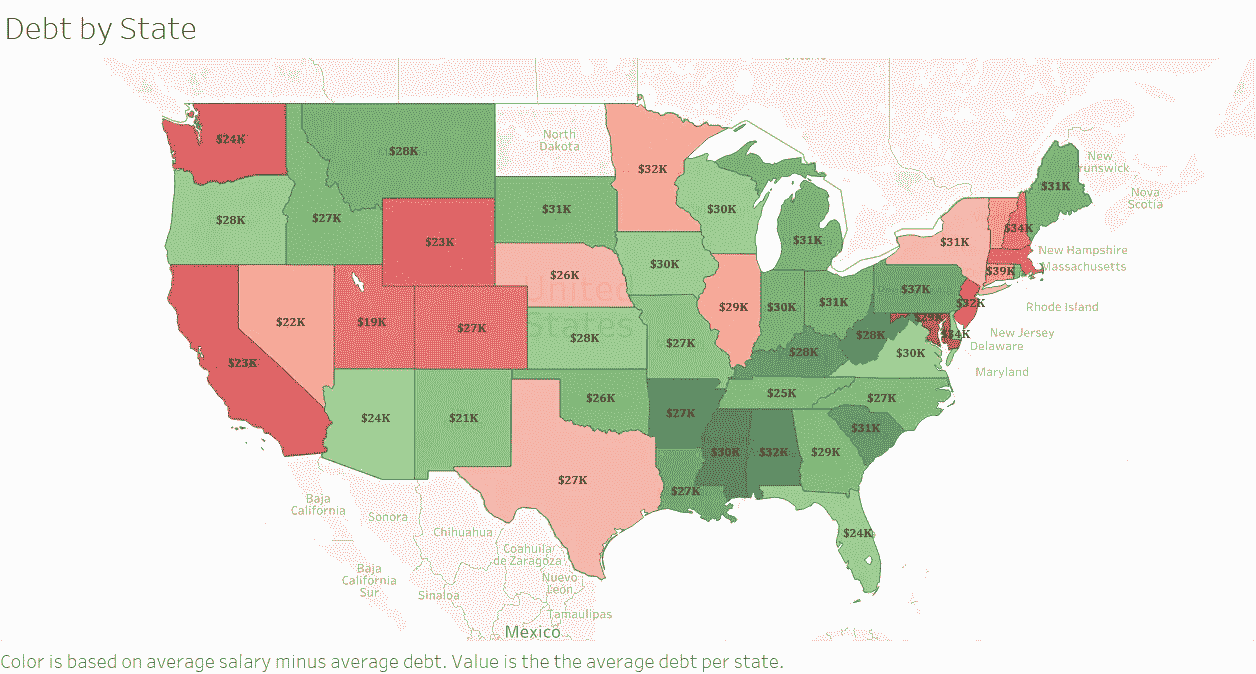 Debt by State
$24K
$28K
North
Dakota
$32K
$31K
New
Brunswick
Nova
Scotia
$28K
$27K
$31K
$30K
$31K
$34K
$31K
New Hampshire
Massachusetts
$23K
$26K
$30K
$39K
United
States
$37K
$32K
Rhode Island
$22K
$19K
$27K
$29K
$30K
$31K
$28K
$34K
New Jersey
Delaware
$23K
$28K
$27K
$28K
$30K
Maryland
$24K
$21K
$26K
$27K
$25K
$27K
$31K
$30K
$32K
$29K
$27K
$27K
$24K
Baja
California
Sonora
Chihuahua
Coahuila
de Zaragoza
Nuevo
León
Baja
California
Sur
Sinaloa
Tamaulipas
Mexico
Color is based on average salary minus average debt. Value is the the average debt per state.